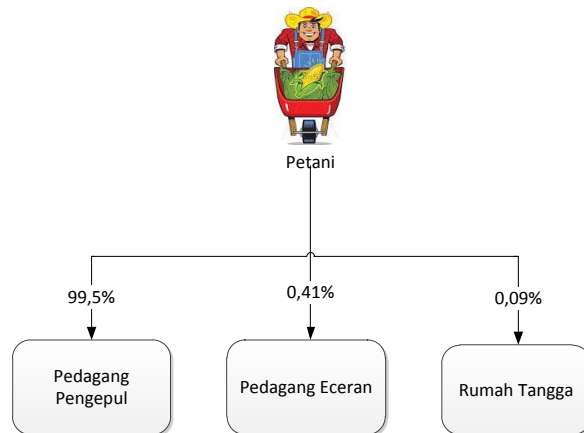 Petani
99,5%
0,41%
0,09%
Pedagang
Pengepul
Pedagang Eceran
Rumah Tangga